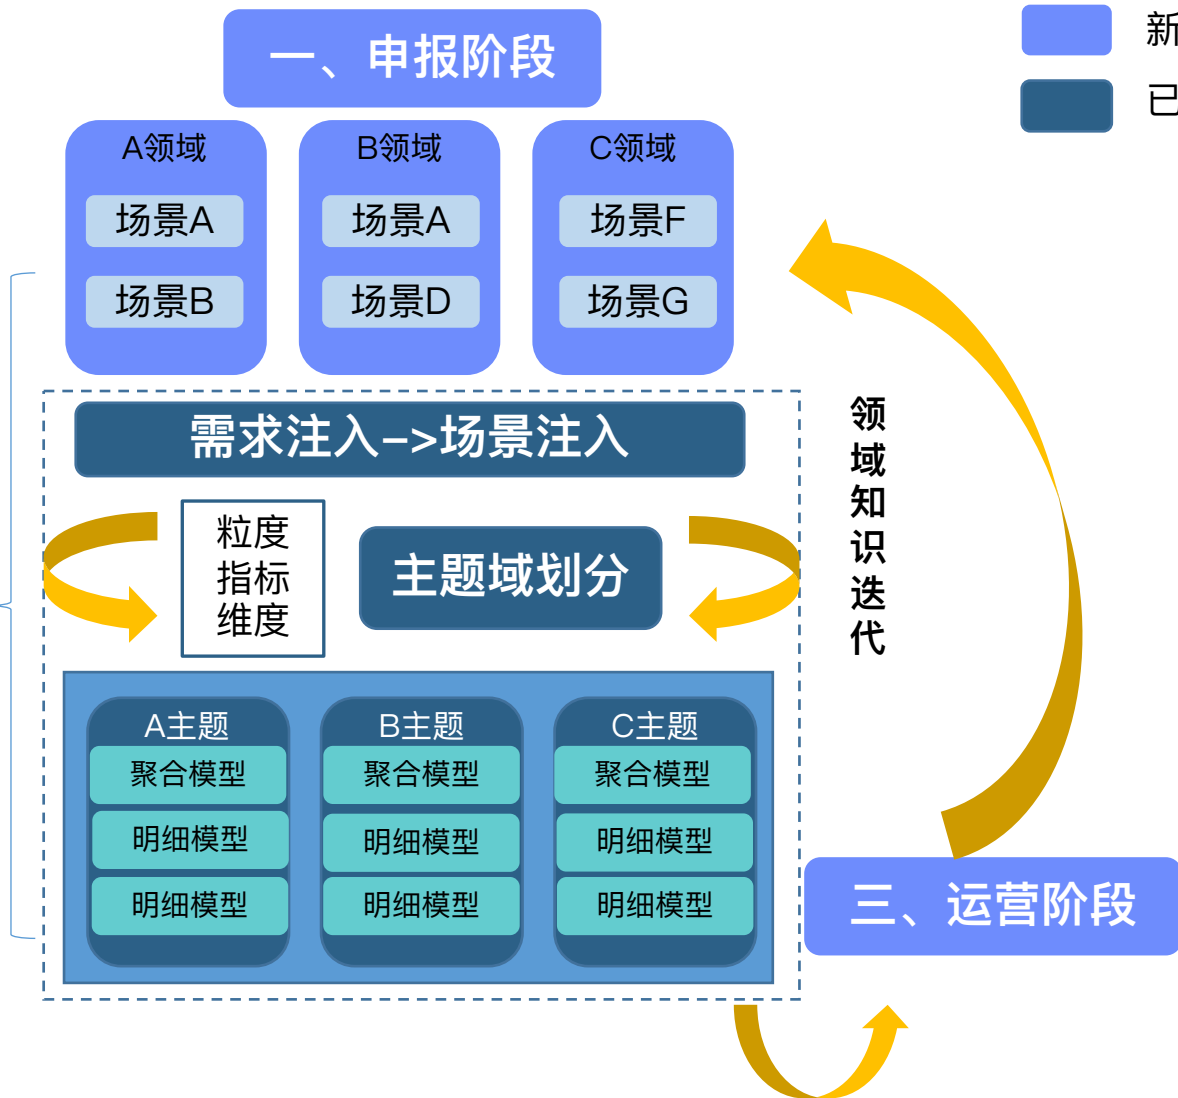 一、申报阶段
新
已
A领域
B领域
C领域
场景A
场景A
场景F
场景B
场景D
场景G
需求注入->场景注入
粒度
指标
维度
主题域划分
领
域
知
识
迭
代
A主题
B主题
C主题
聚合模型
聚合模型
聚合模型
明细模型
明细模型
明细模型
明细模型
明细模型
明细模型
三、运营阶段